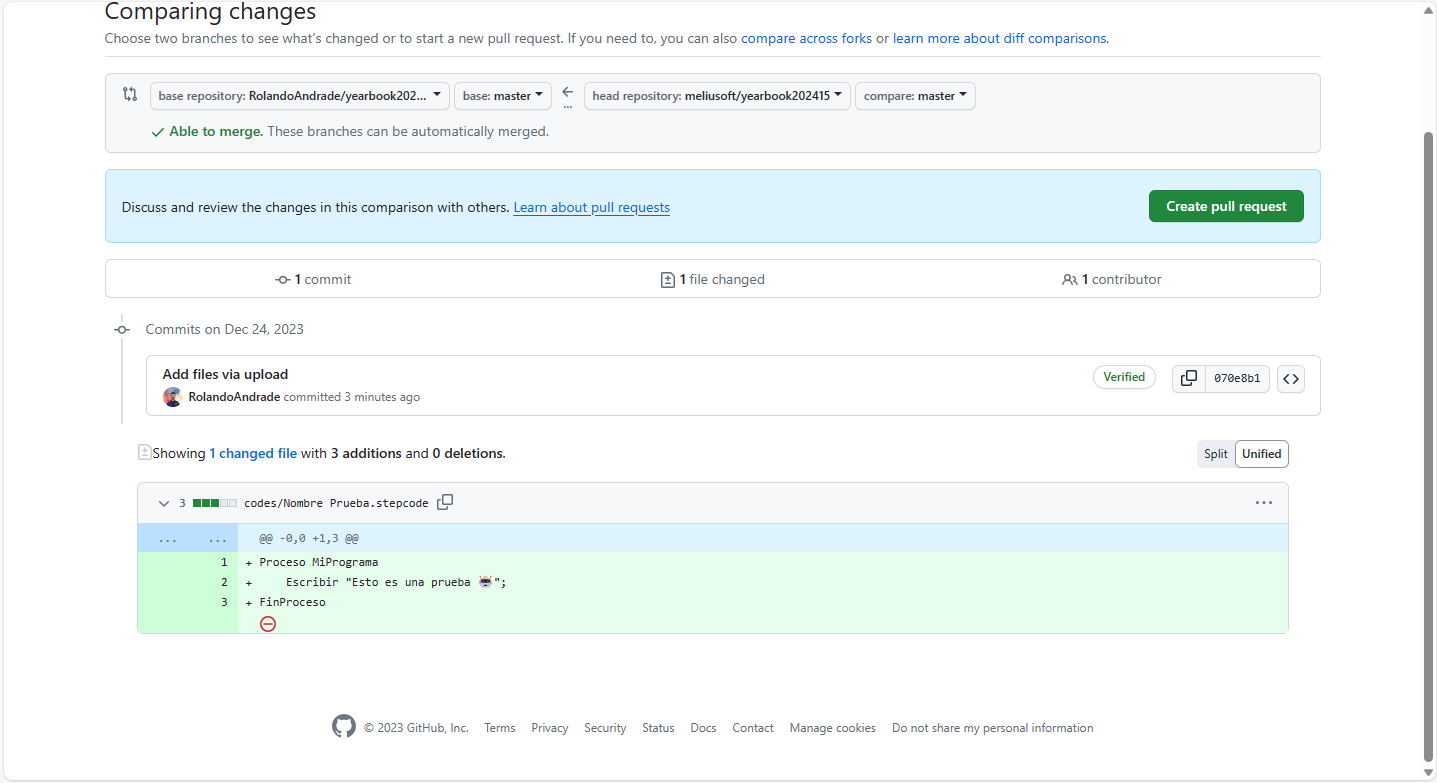 Comparing changes
Choose two branches to see what's changed or to start a new pull request. If you need to, you can also compare across forks or learn more about diff comparisons.
base repository: RolandoAndrade/yearbook202... base: master ← ... head repository: meliusoft/yearbook202415 compare: master
✓ Able to merge. These branches can be automatically merged.
Discuss and review the changes in this comparison with others. Learn about pull requests Create pull request
1 commit 1 file changed 1 contributor
Commits on Dec 24, 2023
Add files via upload Verified 070e8b1 <>
RolandoAndrade committed 3 minutes ago
Showing 1 changed file with 3 additions and 0 deletions. Split Unified
3 codes/Nombre Prueba.stepcode ...
... ... @@ -0,0 +1,3 @@
1 + Proceso MiPrograma
2 + Escribir "Esto es una prueba 🤖";
3 + FinProceso
© 2023 GitHub, Inc. Terms Privacy Security Status Docs Contact Manage cookies Do not share my personal information